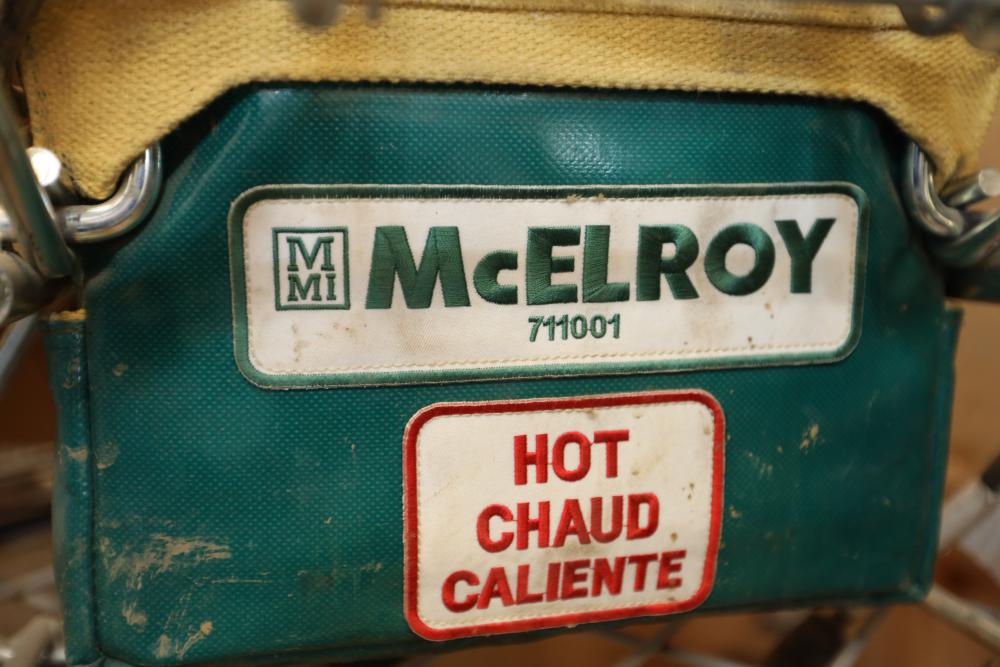 M
MI
McELROY
711001
HOT
CHAUD
CALIENTE